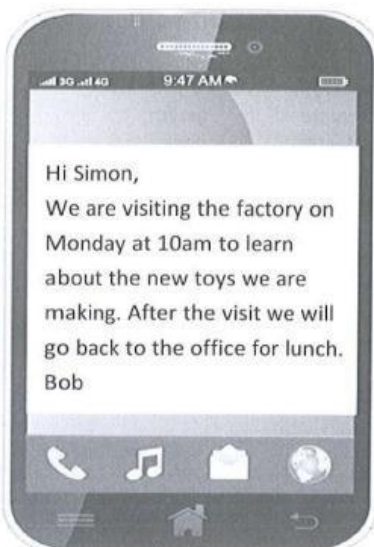 3G 4G 9:47 AM
Hi Simon,
We are visiting the factory on
Monday at 10am to learn
about the new toys we are
making. After the visit we will
go back to the office for lunch.
Bob